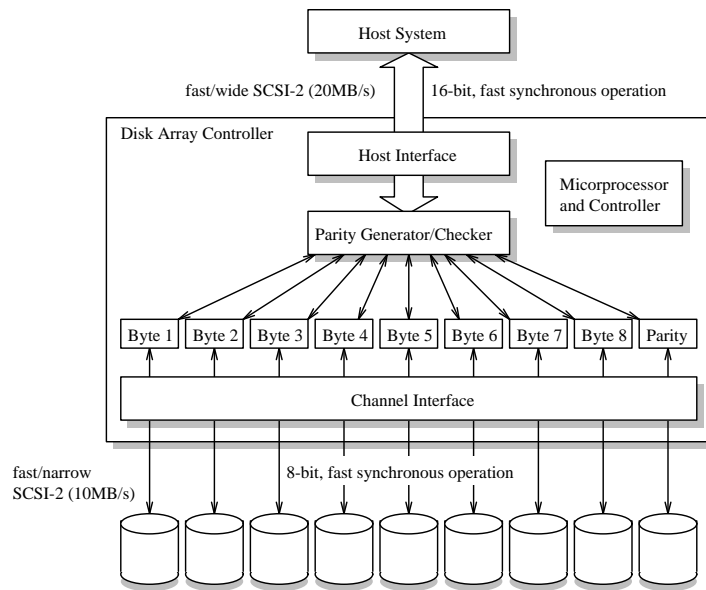 Host System
fast/wide SCSI-2 (20MB/s)
16-bit, fast synchronous operation
Disk Array Controller
Host Interface
Micorprocessor
and Controller
Parity Generator/Checker
Byte 1
Byte 2
Byte 3
Byte 4
Byte 5
Byte 6
Byte 7
Byte 8
Parity
Channel Interface
fast/narrow
SCSI-2 (10MB/s)
8-bit, fast synchronous operation